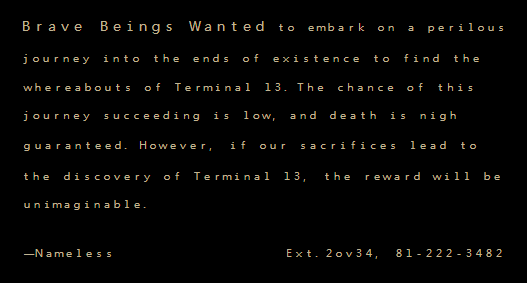 Brave Beings Wanted to embark on a perilous
journey into the ends of existence to find the
whereabouts of Terminal 13. The chance of this
journey succeeding is low, and death is nigh
guaranteed. However, if our sacrifices lead to
the discovery of Terminal 13, the reward will be
unimaginable.
—Nameless Ext. 2ov34, 81-222-3482